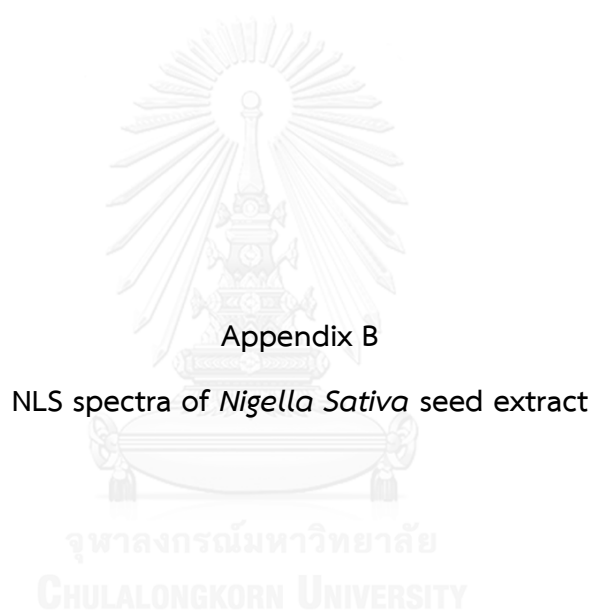 Appendix B
NLS spectra of Nigella Sativa seed extract
จุฬาลงกรณ์มหาวิทยาลัย
CHULALONGKORN UNIVERSITY